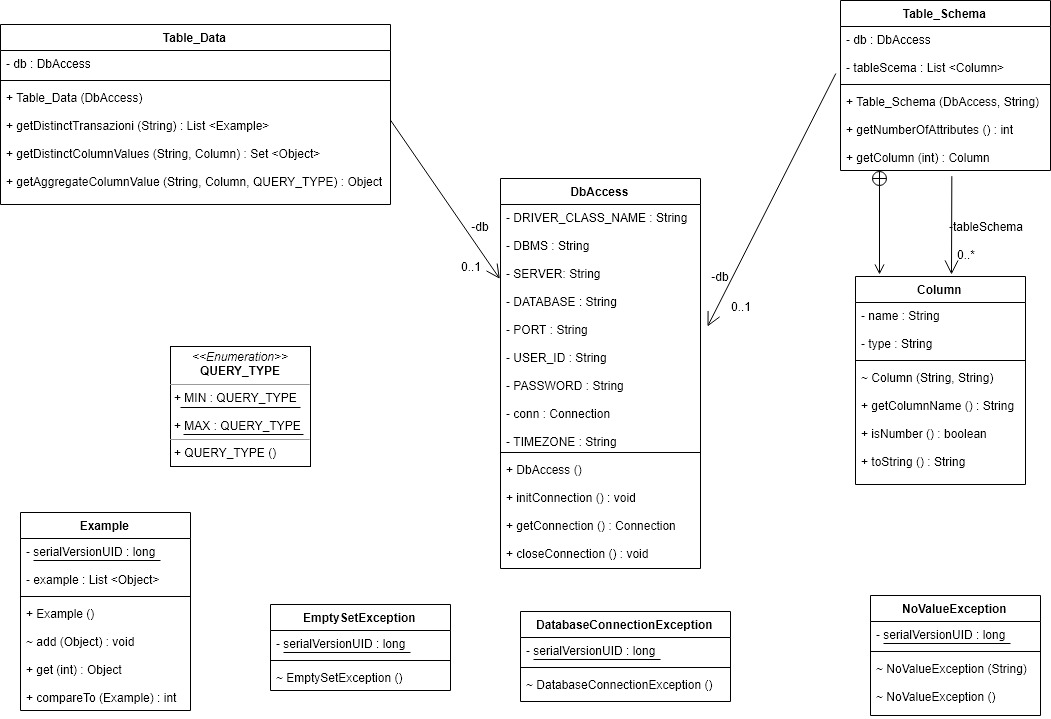 Table_Data
- db : DbAccess
+ Table_Data (DbAccess)
+ getDistinctTransazioni (String) : List <Example>
+ getDistinctColumnValues (String, Column) : Set <Object>
+ getAggregateColumnValue (String, Column, QUERY_TYPE) : Object
Table_Schema
- db : DbAccess
- tableScema : List <Column>
+ Table_Schema (DbAccess, String)
+ getNumberOfAttributes () : int
+ getColumn (int) : Column
-db
0..1
-db
0..1
-tableSchema
0..*
DbAccess
- DRIVER_CLASS_NAME : String
- DBMS : String
- SERVER: String
- DATABASE : String
- PORT : String
- USER_ID : String
- PASSWORD : String
- conn : Connection
- TIMEZONE : String
+ DbAccess ()
+ initConnection () : void
+ getConnection () : Connection
+ closeConnection () : void
Column
- name : String
- type : String
~ Column (String, String)
+ getColumnName () : String
+ isNumber () : boolean
+ toString () : String
<<Enumeration>>
QUERY_TYPE
+ MIN : QUERY_TYPE
+ MAX : QUERY_TYPE
+ QUERY_TYPE ()
Example
- serialVersionUID : long
- example : List <Object>
+ Example ()
~ add (Object) : void
+ get (int) : Object
+ compareTo (Example) : int
EmptySetException
- serialVersionUID : long
~ EmptySetException ()
DatabaseConnectionException
- serialVersionUID : long
~ DatabaseConnectionException ()
NoValueException
- serialVersionUID : long
~ NoValueException (String)
~ NoValueException ()